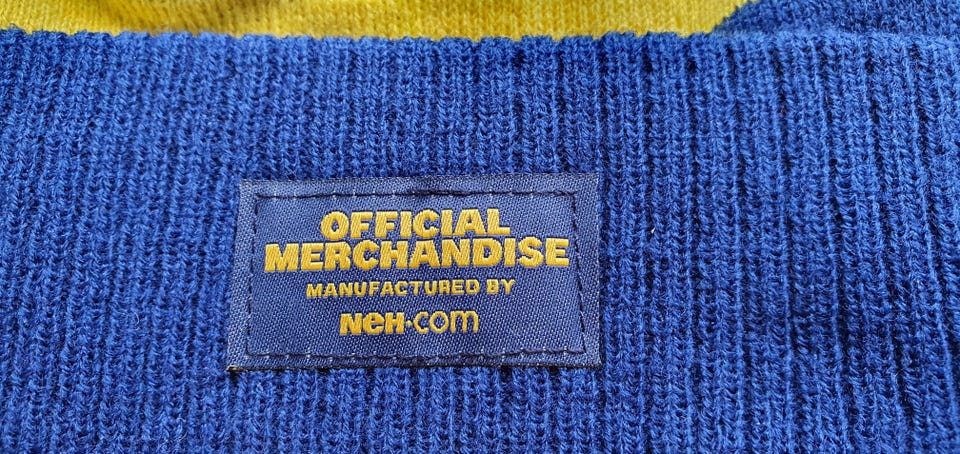 OFFICIAL
MERCHANDISE
MANUFACTURED BY
NeH·com